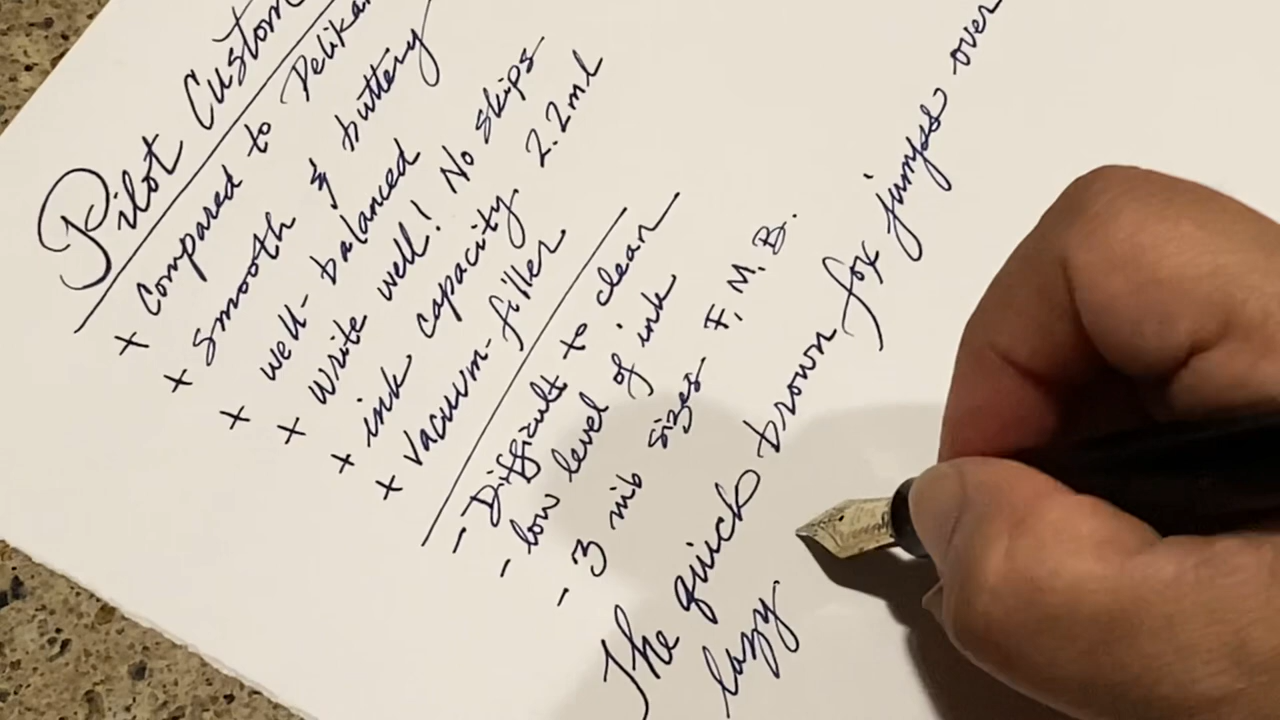 Pilot Custom
+ Compared to Pelikan
+ smooth & buttery
+ well-balanced
+ Write well! No skips
+ ink capacity 2.2ml
+ vacuum-filler
- Difficult to clean
- low level of ink
- 3 nib sizes F, M, B.
The quick brown fox jumps over
lazy